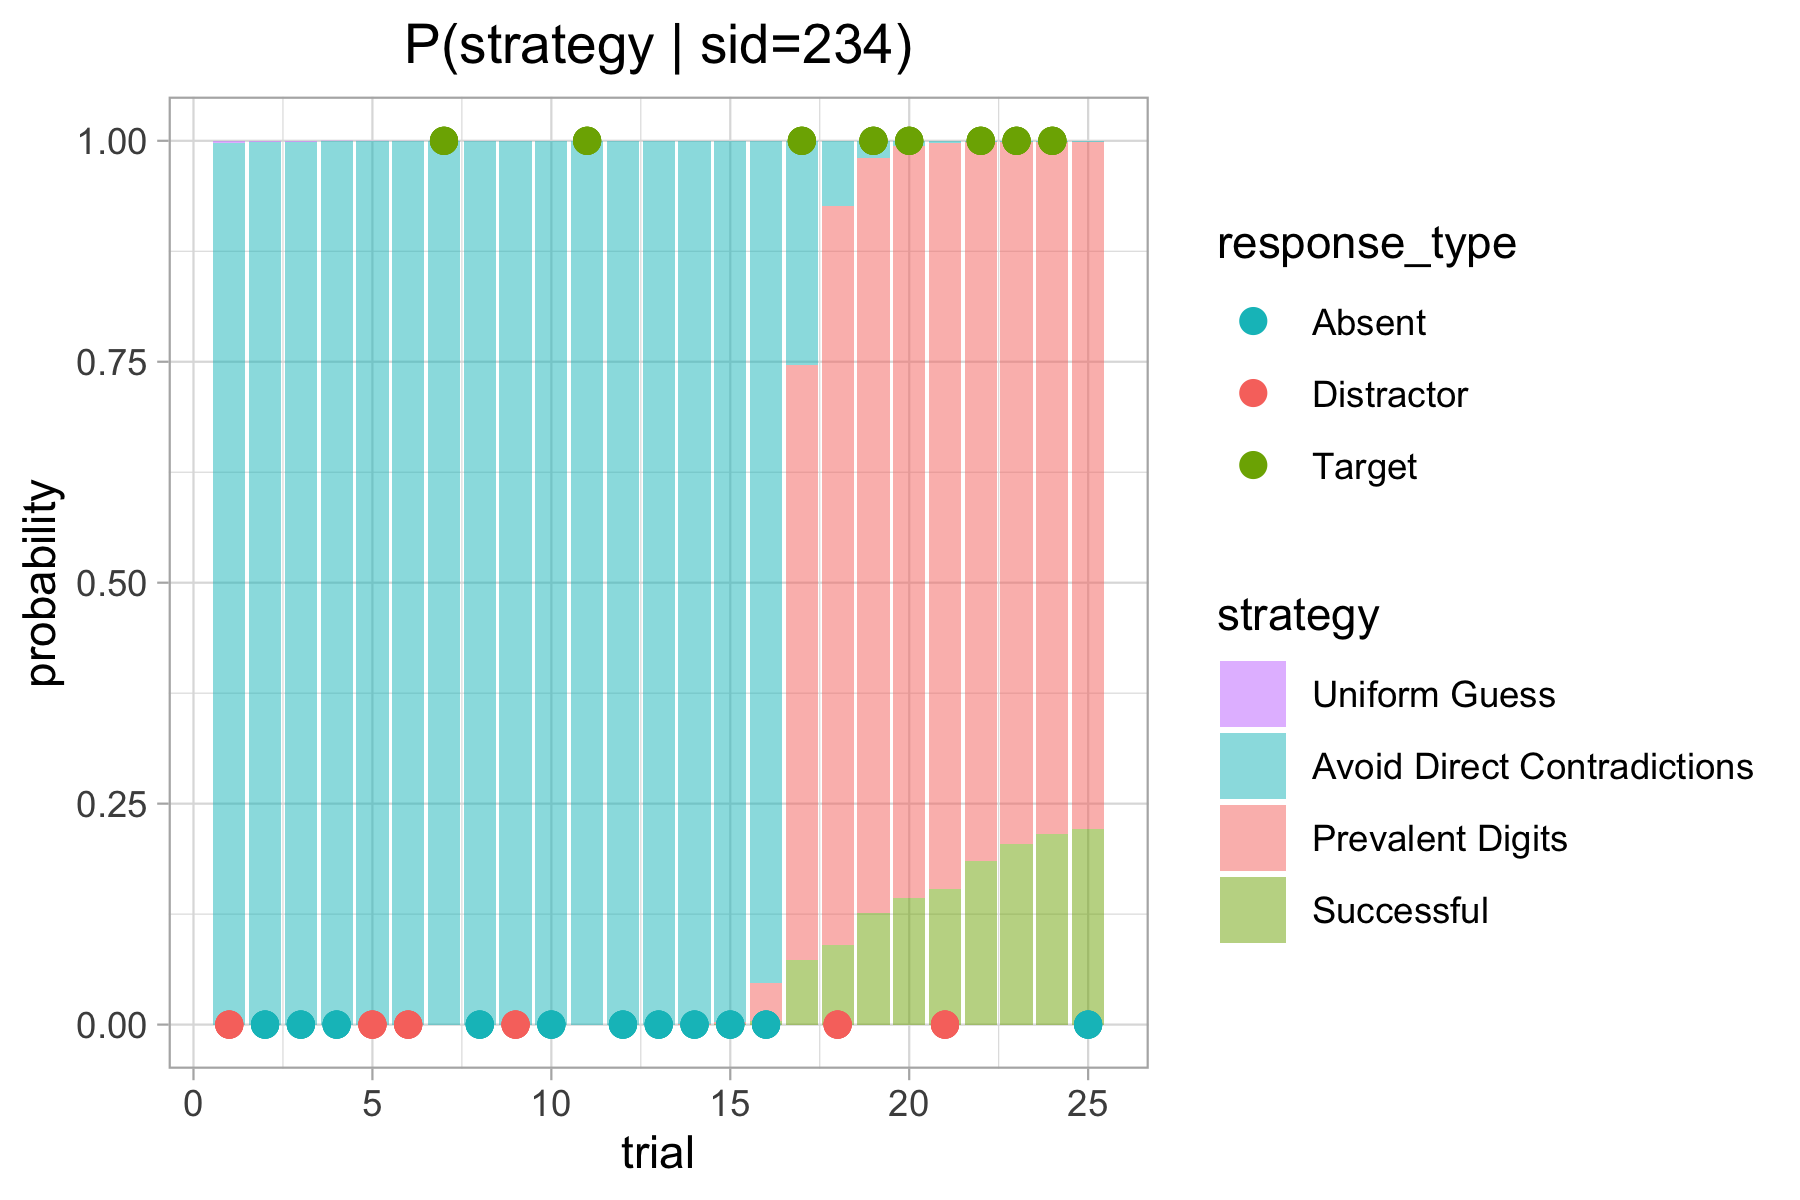 P(strategy | sid=234)
1.00
0.75
0.50
0.25
0.00
probability
0 5 10 15 20 25
trial
response_type
Absent
Distractor
Target
strategy
Uniform Guess
Avoid Direct Contradictions
Prevalent Digits
Successful